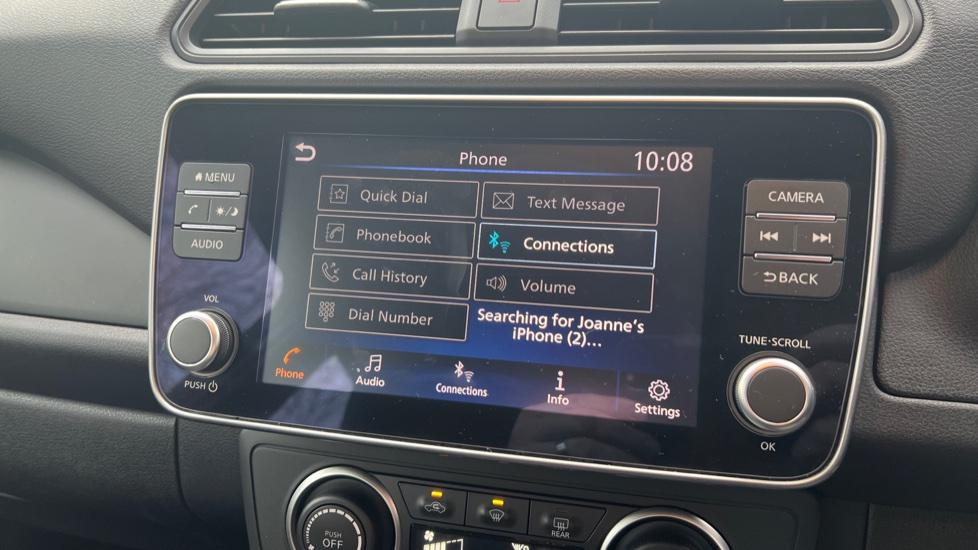 Phone 10:08
Quick Dial
Text Message
Phonebook
Connections
Call History
Volume
Dial Number
Searching for Joanne's
iPhone (2)...
Phone
Audio
Connections
Info
Settings
MENU
AUDIO
VOL
PUSH
CAMERA
BACK
TUNE·SCROLL
OK
PUSH
OFF
REAR